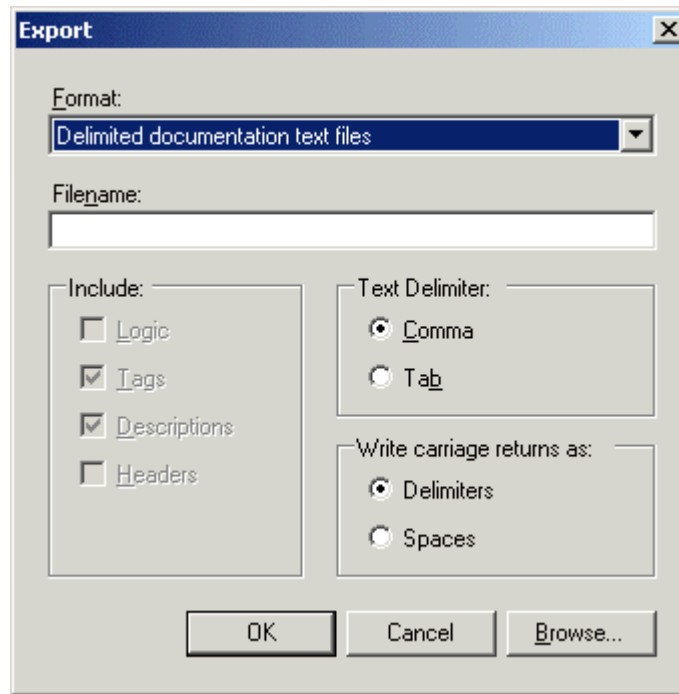 Export
Format:
Delimited documentation text files
Filename:
Include:
Logic
Tags
Descriptions
Headers
Text Delimiter:
Comma
Tab
Write carriage returns as:
Delimiters
Spaces
OK Cancel Browse...